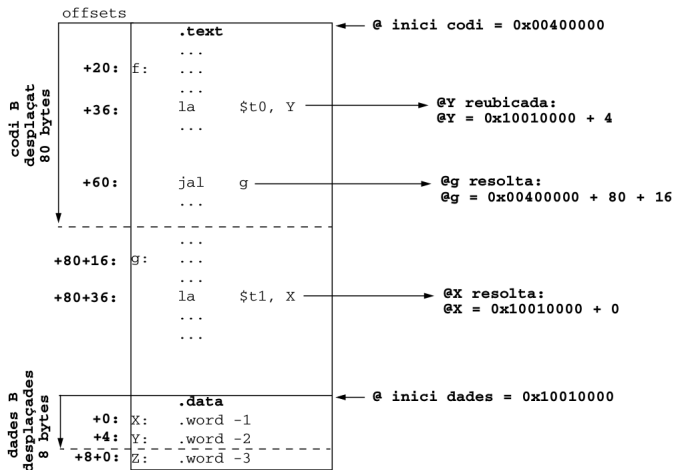 offsets
.text
@ inici codi = 0x00400000
...
+20: f: ...
...
+36: la $t0, Y
@Y reubicada:
@Y = 0x10010000 + 4
...
codi B
desplaçat
80 bytes
+60: jal g
@g resolta:
@g = 0x00400000 + 80 + 16
...
...
+80+16: g: ...
...
+80+36: la $t1, X
@X resolta:
@X = 0x10010000 + 0
...
...
.data
@ inici dades = 0x10010000
dades B
desplaçades
8 bytes
+0: X: .word -1
+4: Y: .word -2
+8+0: Z: .word -3